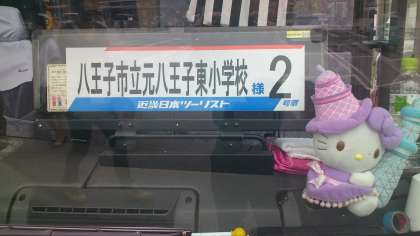 八王子市立元八王子東小学校 様 2 号車
近畿日本ツーリスト